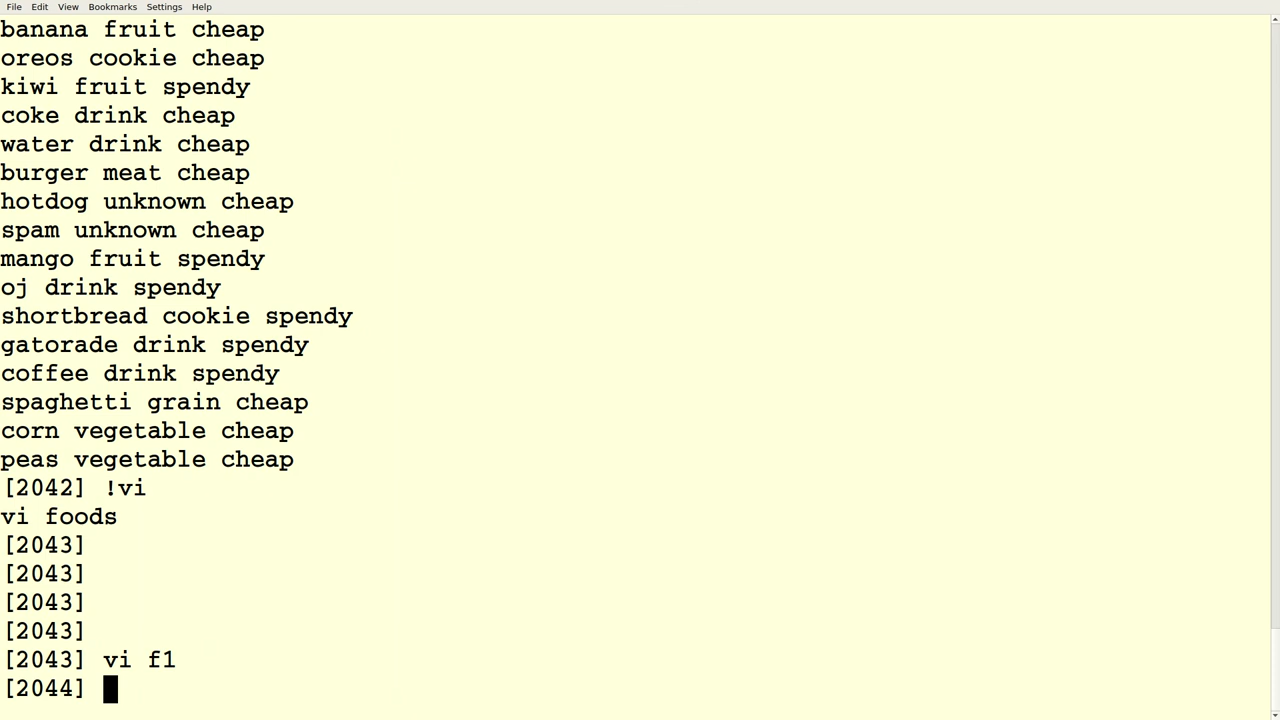 File Edit View Bookmarks Settings Help
banana fruit cheap
oreos cookie cheap
kiwi fruit spendy
coke drink cheap
water drink cheap
burger meat cheap
hotdog unknown cheap
spam unknown cheap
mango fruit spendy
oj drink spendy
shortbread cookie spendy
gatorade drink spendy
coffee drink spendy
spaghetti grain cheap
corn vegetable cheap
peas vegetable cheap
[2042] !vi
vi foods
[2043]
[2043]
[2043]
[2043]
[2043] vi f1
[2044]